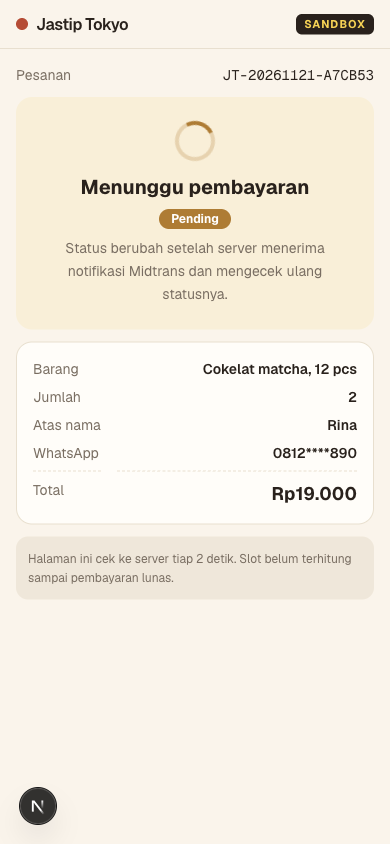 Jastip Tokyo
SANDBOX
Pesanan JT-20261121-A7CB53
Menunggu pembayaran
Pending
Status berubah setelah server menerima
notifikasi Midtrans dan mengecek ulang
statusnya.
Barang Cokelat matcha, 12 pcs
Jumlah 2
Atas nama Rina
WhatsApp 0812****890
Total Rp19.000
Halaman ini cek ke server tiap 2 detik. Slot belum terhitung
sampai pembayaran lunas.
N